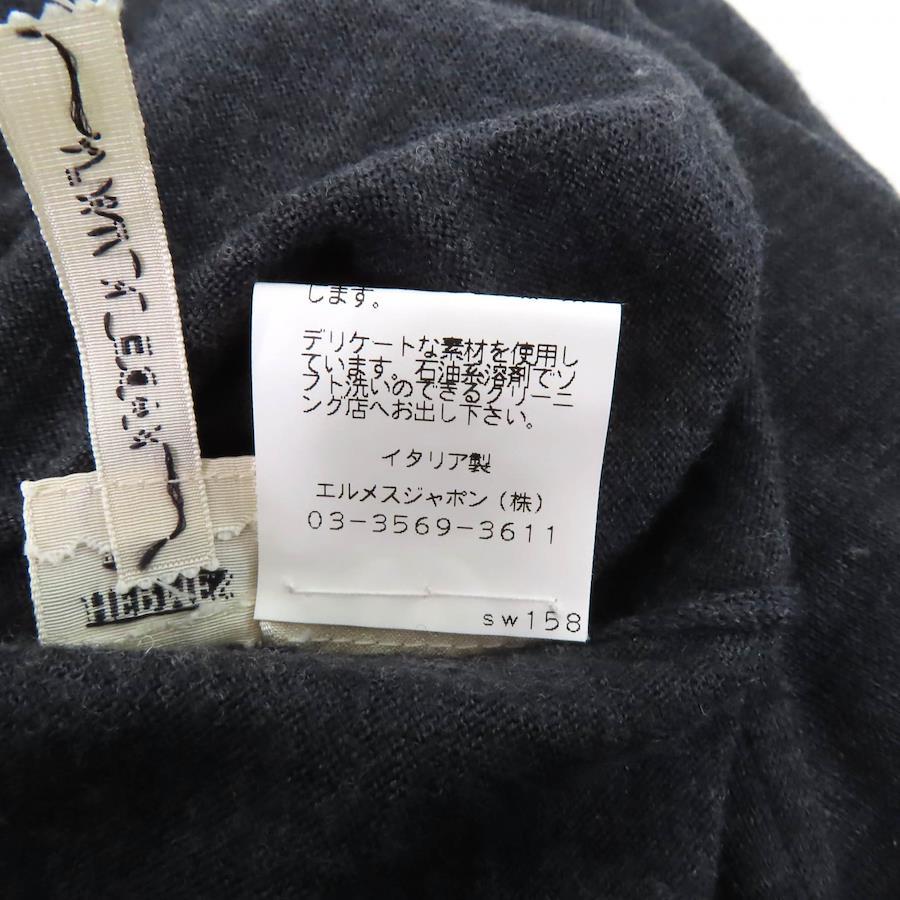 します。
デリケートな素材を使用し
ています。石油系溶剤でソ
フト洗いのできるクリーニ
ング店へお出し下さい。
イタリア製
エルメスジャポン（株）
03-3569-3611
sw158